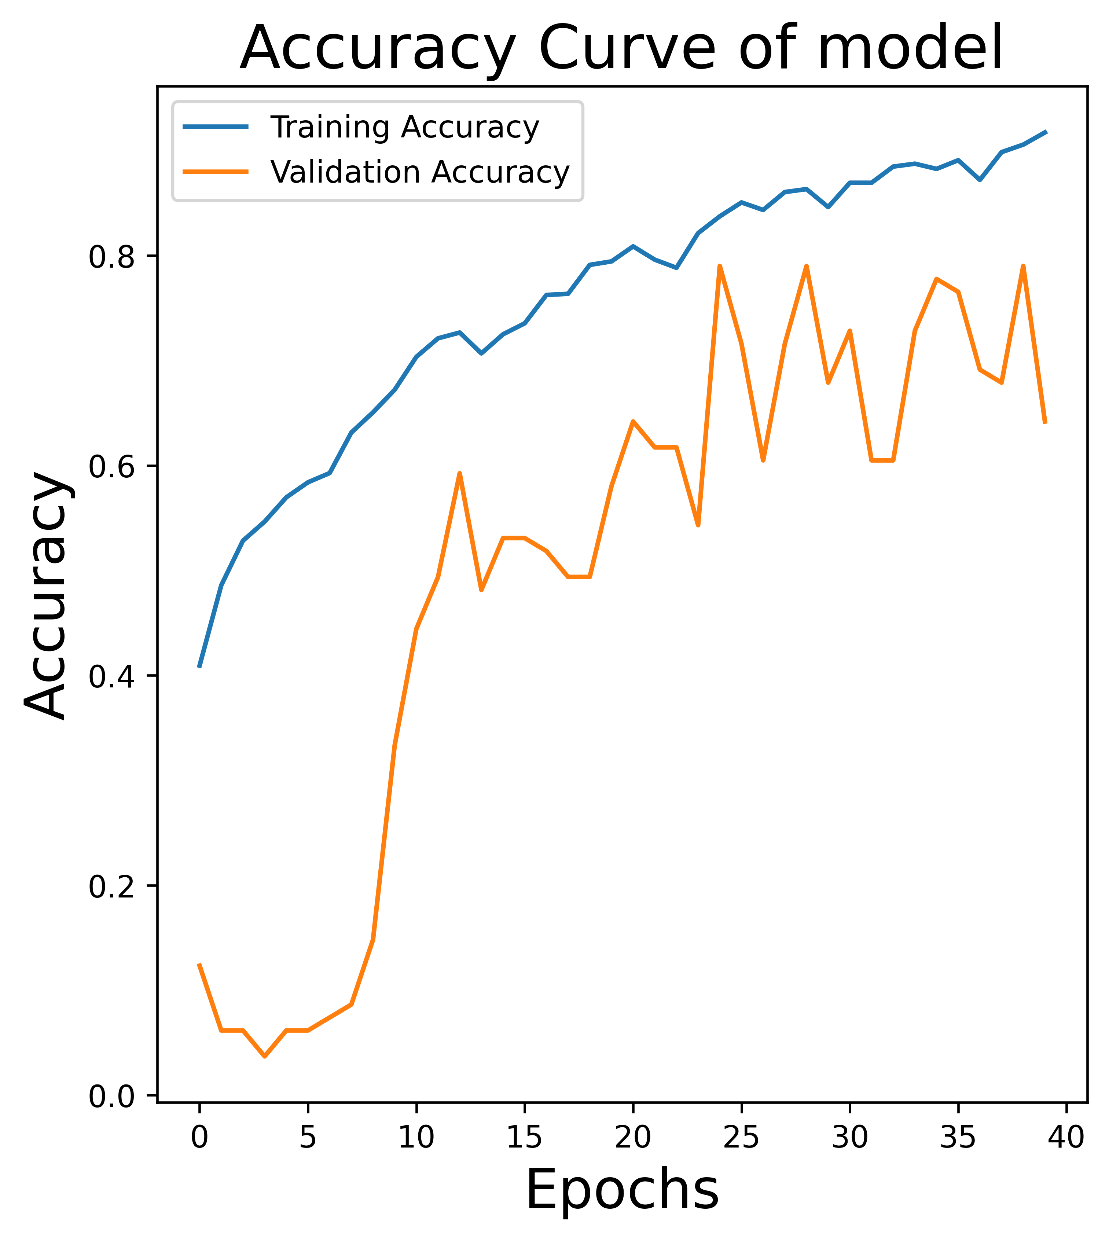 Accuracy Curve of model
Training Accuracy
Validation Accuracy
Accuracy
0.8
0.6
0.4
0.2
0.0
0 5 10 15 20 25 30 35 40
Epochs